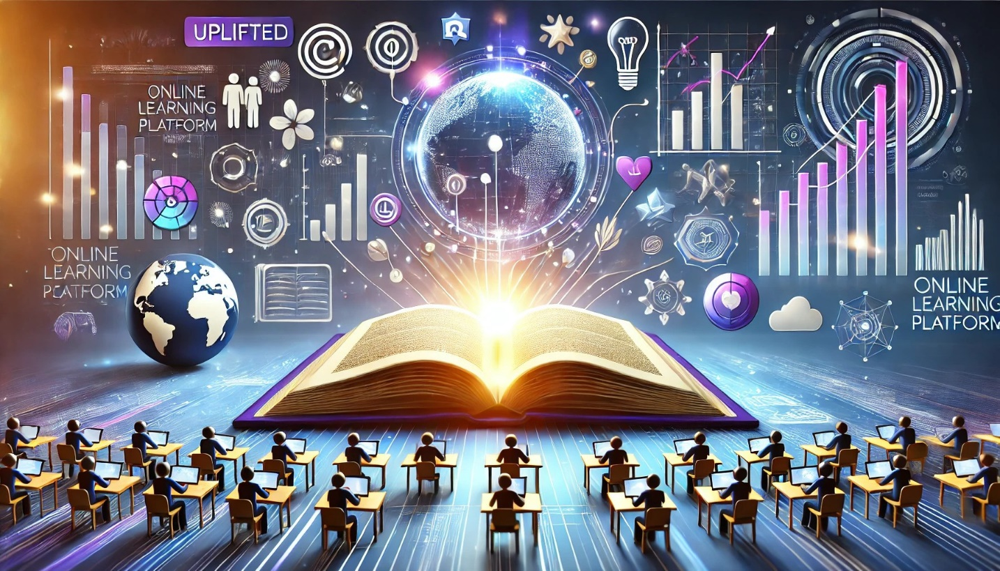 UPLIFTED
ONLINE
LEARNING
PLATFORM
ONLINE
LEARNING
PLATFORM
ONLINE
LEARNING
PLATFORM